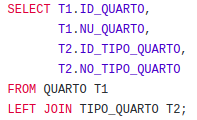 SELECT T1.ID_QUARTO,
T1.NU_QUARTO,
T2.ID_TIPO_QUARTO,
T2.NO_TIPO_QUARTO
FROM QUARTO T1
LEFT JOIN TIPO_QUARTO T2;